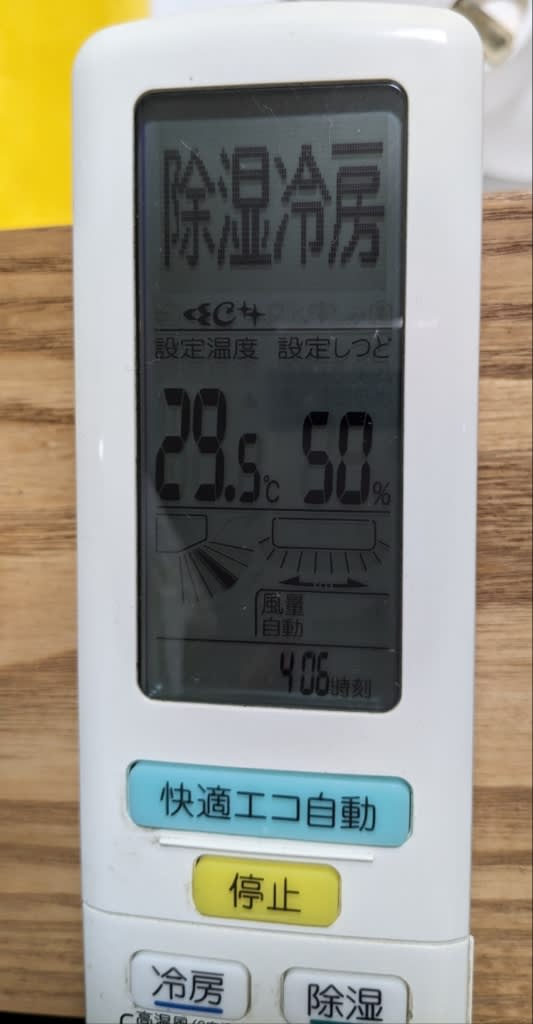 除湿冷房
設定温度 設定しつど
29.5℃ 50%
風量
自動
4:06時刻
快適エコ自動
停止
冷房 除湿